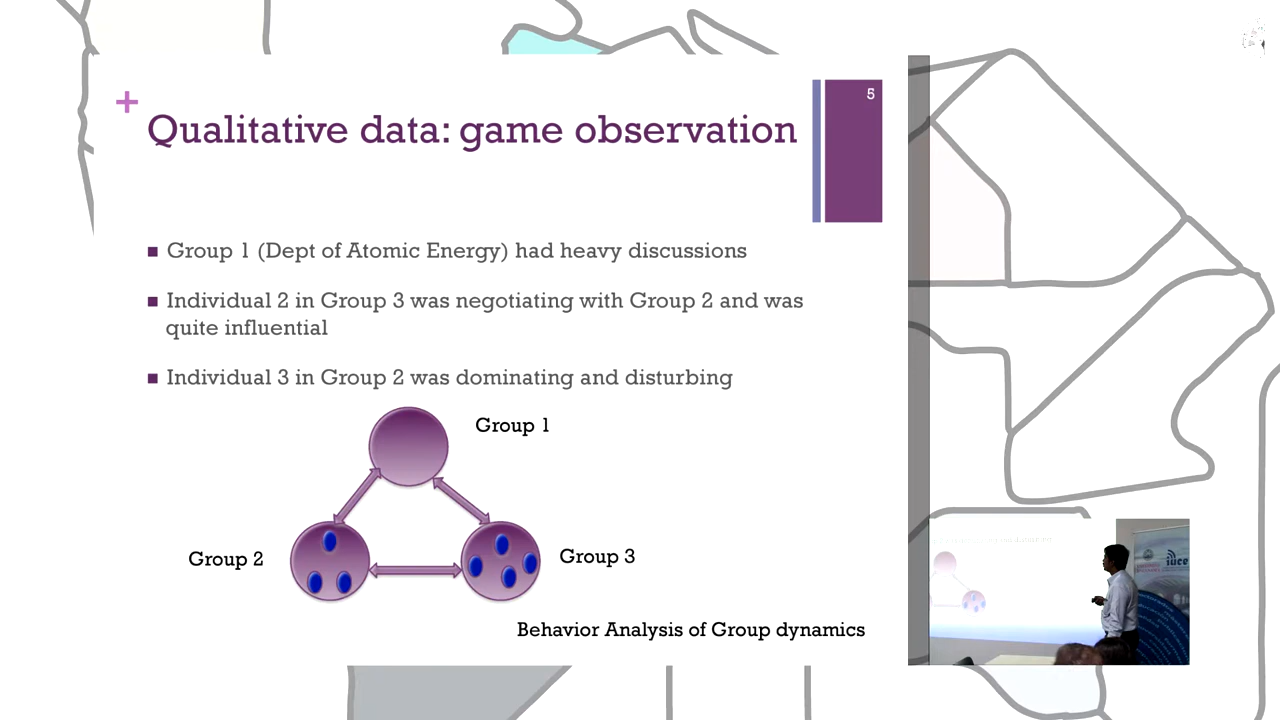 +
5
Qualitative data: game observation
Group 1 (Dept of Atomic Energy) had heavy discussions
Individual 2 in Group 3 was negotiating with Group 2 and was
quite influential
Individual 3 in Group 2 was dominating and disturbing
Group 1
Group 2
Group 3
Behavior Analysis of Group dynamics
iuce